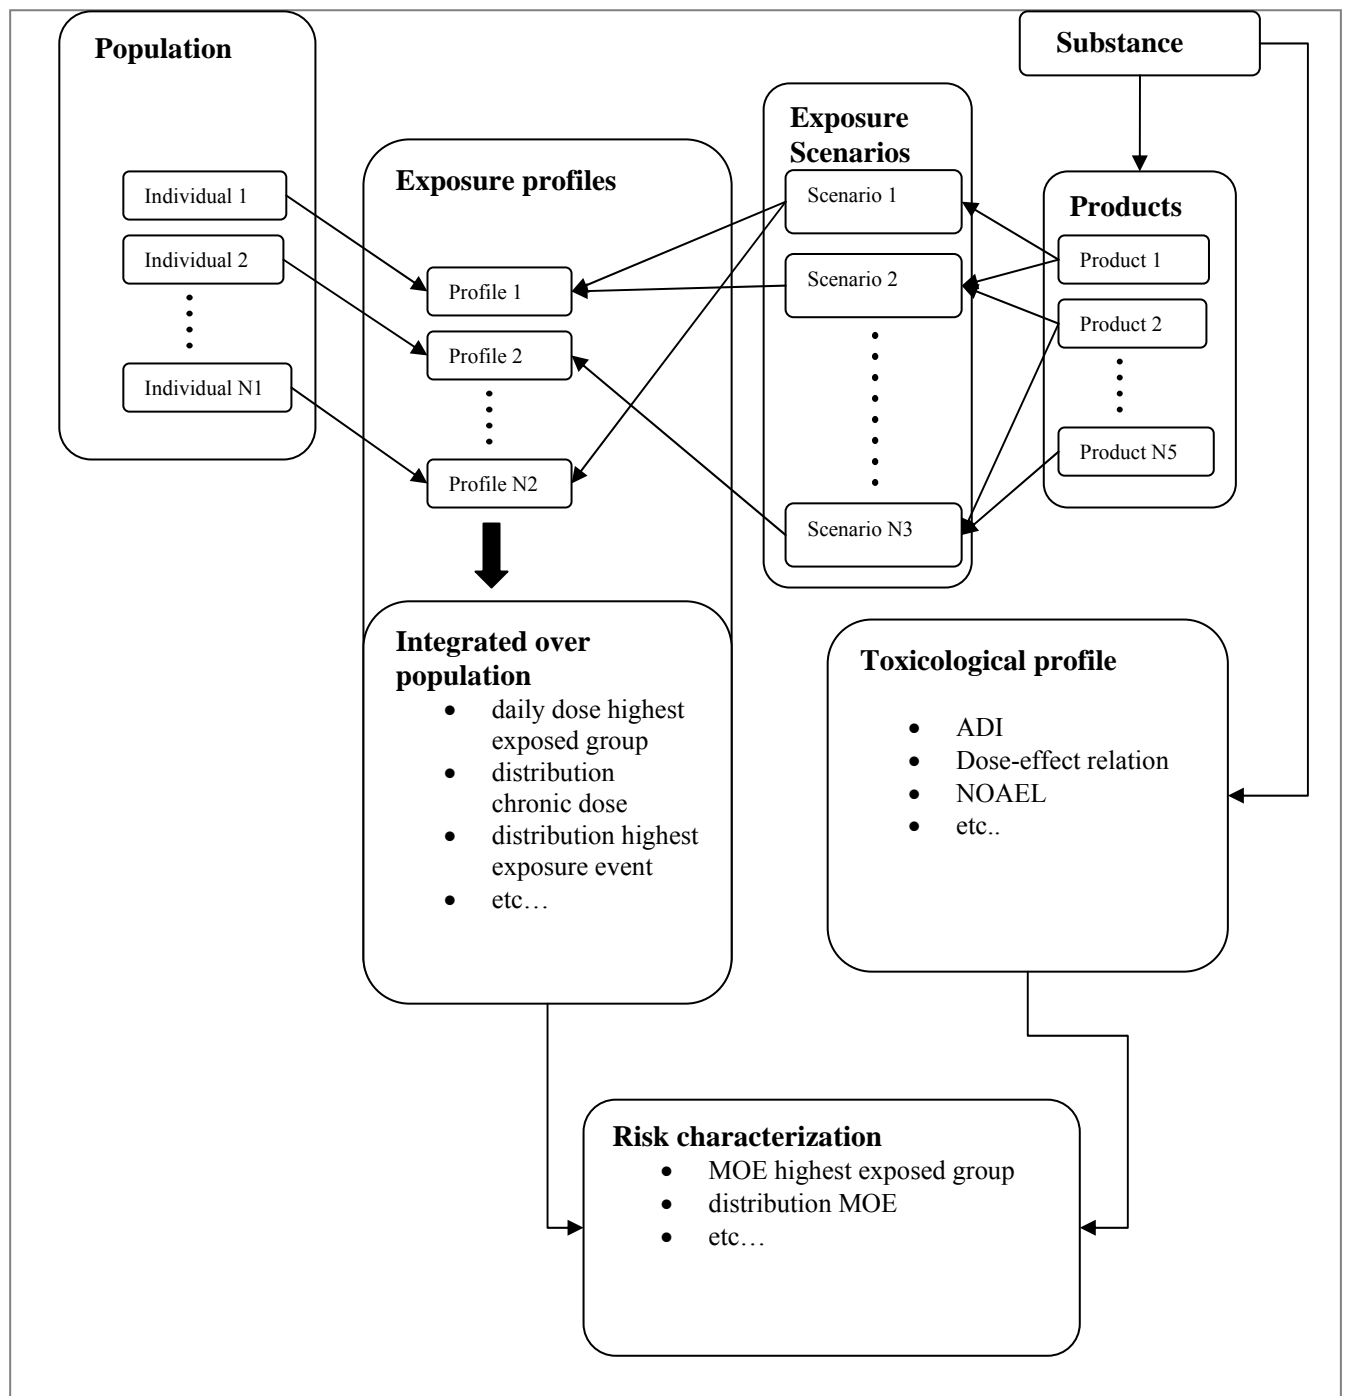 Population
Individual 1
Individual 2
Individual N1
Exposure profiles
Profile 1
Profile 2
Profile N2
Integrated over
population
• daily dose highest
exposed group
• distribution
chronic dose
• distribution highest
exposure event
• etc…
Exposure
Scenarios
Scenario 1
Scenario 2
Scenario N3
Substance
Products
Product 1
Product 2
Product N5
Toxicological profile
• ADI
• Dose-effect relation
• NOAEL
• etc..
Risk characterization
• MOE highest exposed group
• distribution MOE
• etc…